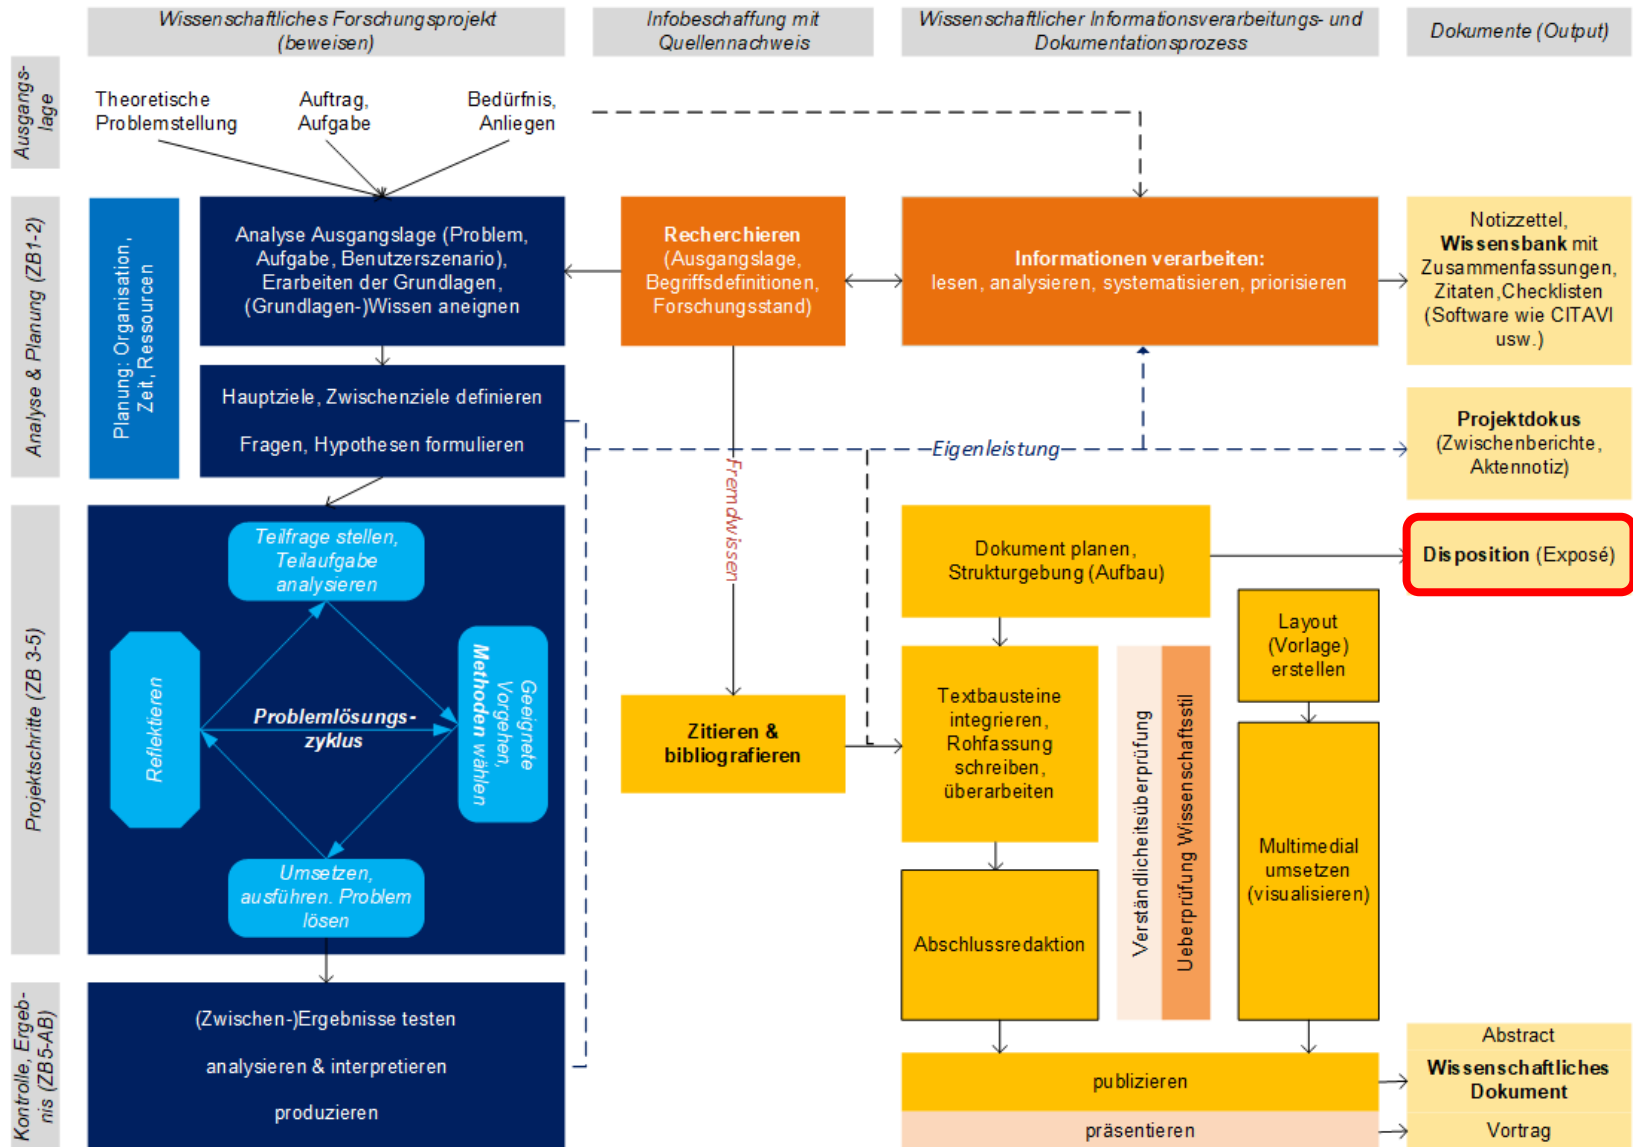 Wissenschaftliches Forschungsprojekt
(beweisen)
Infobeschaffung mit
Quellennachweis
Wissenschaftlicher Informationsverarbeitungs- und
Dokumentationsprozess
Dokumente (Output)
Ausgangs-
lage
Theoretische
Problemstellung
Auftrag,
Aufgabe
Bedürfnis,
Anliegen
Analyse & Planung (ZB1-2)
Planung: Organisation,
Zeit, Ressourcen
Analyse Ausgangslage (Problem,
Aufgabe, Benutzerszenario),
Erarbeiten der Grundlagen,
(Grundlagen-)Wissen aneignen
Recherchieren
(Ausgangslage,
Begriffsdefinitionen,
Forschungsstand)
Informationen verarbeiten:
lesen, analysieren, systematisieren, priorisieren
Notizzettel,
Wissensbank mit
Zusammenfassungen,
Zitaten,Checklisten
(Software wie CITAVI
usw.)
Hauptziele, Zwischenziele definieren
Fragen, Hypothesen formulieren
Eigenleistung
Projektdokus
(Zwischenberichte,
Aktennotiz)
Fremdwissen
Projektschritte (ZB 3-5)
Teilfrage stellen,
Teilaufgabe
analysieren
Reflektieren
Problemlösungs-
zyklus
Geeignete
Vorgehen,
Methoden wählen
Umsetzen,
ausführen. Problem
lösen
Dokument planen,
Strukturgebung (Aufbau)
Disposition (Exposé)
Layout
(Vorlage)
erstellen
Zitieren &
bibliografieren
Textbausteine
integrieren,
Rohfassung
schreiben,
überarbeiten
Verständlicheitsüberprüfung
Ueberprüfung Wissenschaftsstil
Multimedial
umsetzen
(visualisieren)
Abschlussredaktion
Kontrolle, Ergeb-
nis (ZB5-AB)
(Zwischen-)Ergebnisse testen
analysieren & interpretieren
produzieren
publizieren
präsentieren
Abstract
Wissenschaftliches
Dokument
Vortrag